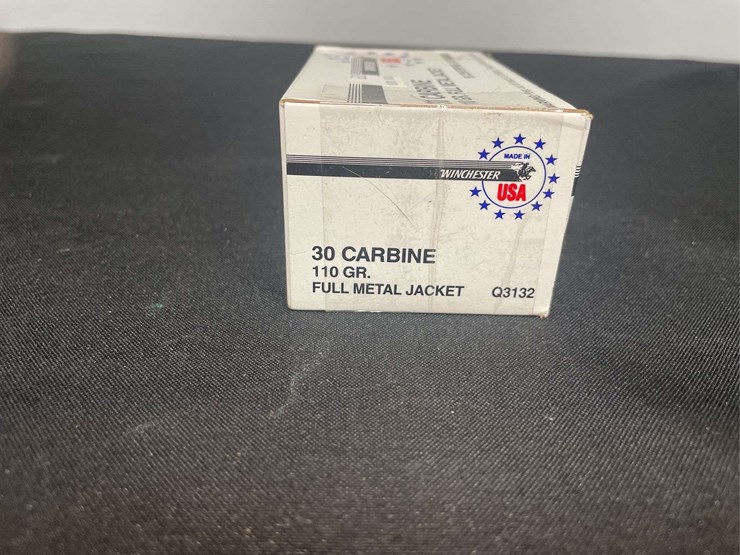 MADE IN
WINCHESTER
USA
30 CARBINE
110 GR.
FULL METAL JACKET Q3132